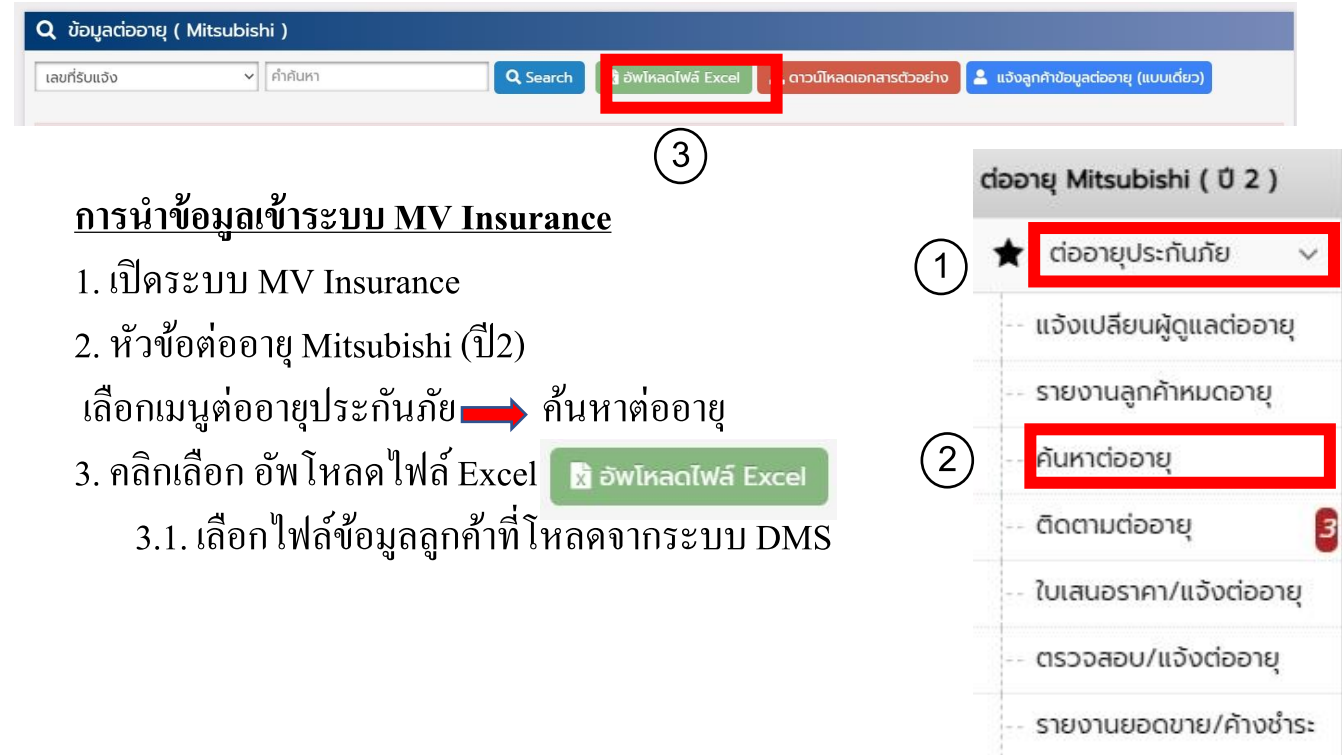 ข้อมูลต่ออายุ ( Mitsubishi )
เลขที่รับแจ้ง คำค้นหา Search อัพโหลดไฟล์ Excel ดาวน์โหลดเอกสารตัวอย่าง แจ้งลูกค้าข้อมูลต่ออายุ (แบบเดี่ยว)
3
การนำข้อมูลเข้าระบบ MV Insurance
1. เปิดระบบ MV Insurance
2. หัวข้อต่ออายุ Mitsubishi (ปี2)
เลือกเมนูต่ออายุประกันภัย ค้นหาต่ออายุ
3. คลิกเลือก อัพโหลดไฟล์ Excel อัพโหลดไฟล์ Excel
3.1. เลือกไฟล์ข้อมูลลูกค้าที่โหลดจากระบบ DMS
ต่ออายุ Mitsubishi ( ปี 2 )
1 ต่ออายุประกันภัย
แจ้งเปลี่ยนผู้ดูแลต่ออายุ
รายงานลูกค้าหมดอายุ
2 ค้นหาต่ออายุ
ติดตามต่ออายุ 3
ใบเสนอราคา/แจ้งต่ออายุ
ตรวจสอบ/แจ้งต่ออายุ
รายงานยอดขาย/ค้างชำระ